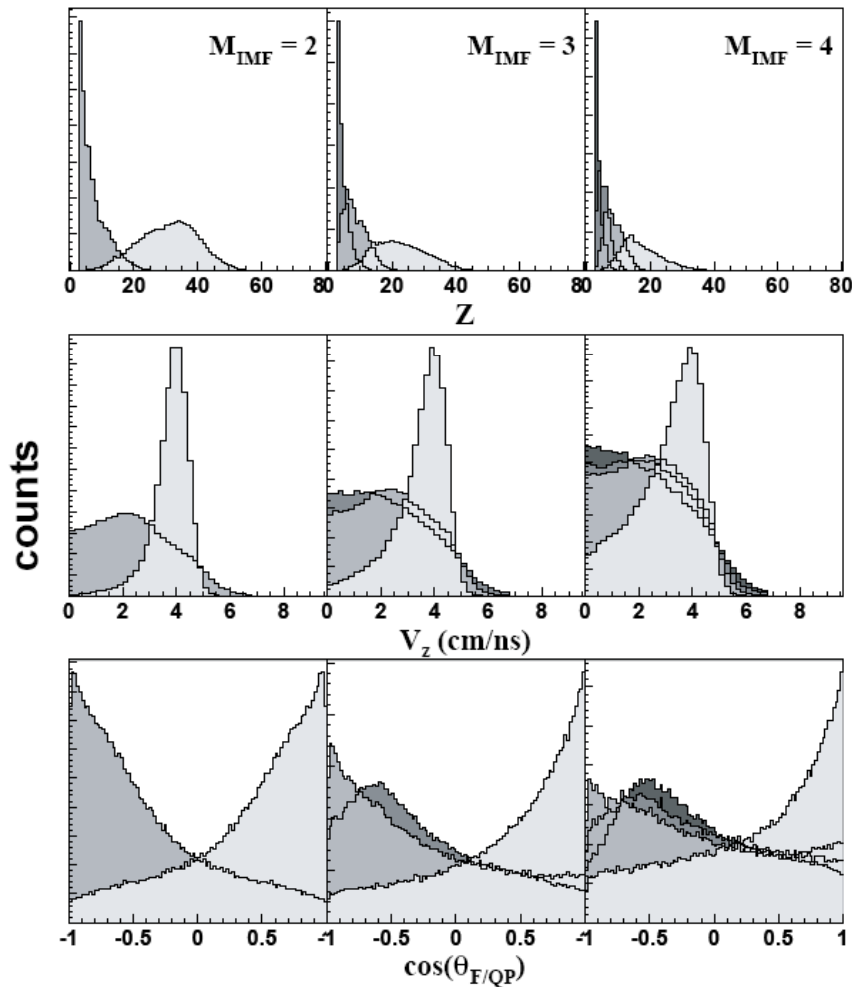 M_IMF = 2
M_IMF = 3
M_IMF = 4
0 20 40 60 80 20 40 60 80 20 40 60 80
Z
counts
0 2 4 6 8 0 2 4 6 8 0 2 4 6 8
V_z (cm/ns)
-1 -0.5 0 0.5 -1 -0.5 0 0.5 -1 -0.5 0 0.5 1
cos(θ_F/QP)